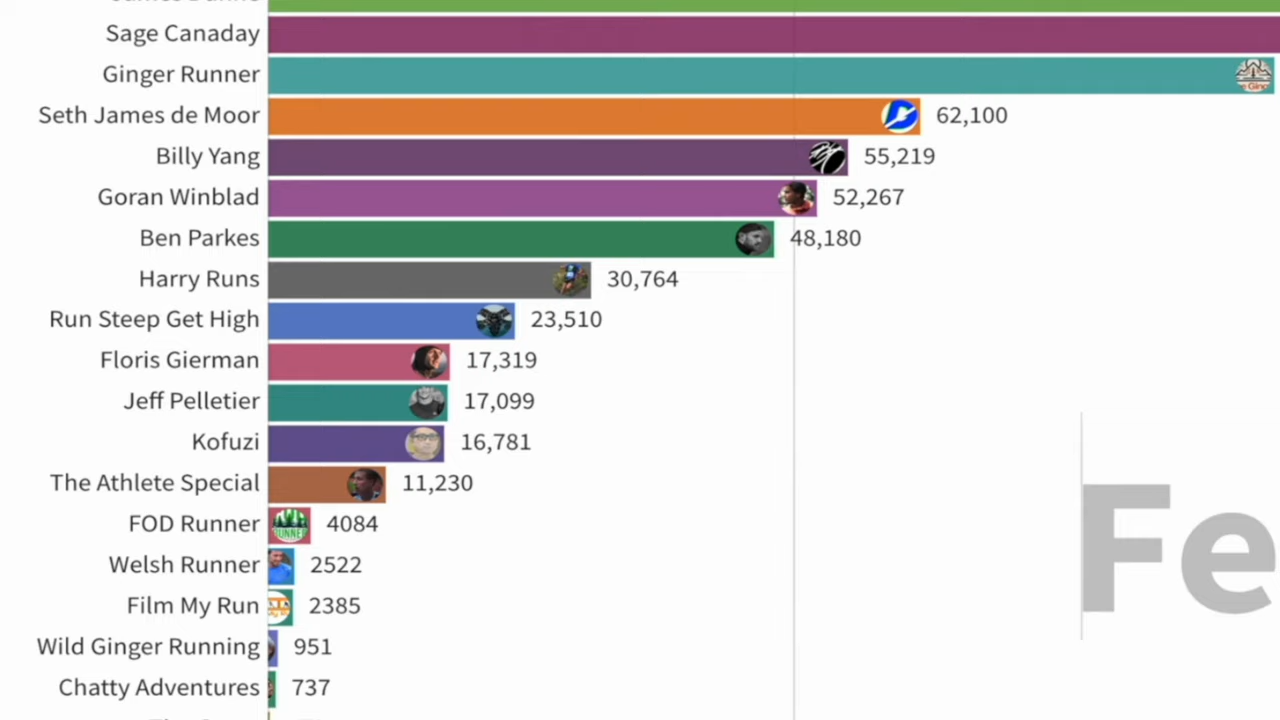 Sage Canaday
Ginger Runner
Seth James de Moor 62,100
Billy Yang 55,219
Goran Winblad 52,267
Ben Parkes 48,180
Harry Runs 30,764
Run Steep Get High 23,510
Floris Gierman 17,319
Jeff Pelletier 17,099
Kofuzi 16,781
The Athlete Special 11,230
FOD Runner 4084
Welsh Runner 2522
Film My Run 2385
Wild Ginger Running 951
Chatty Adventures 737
Fe